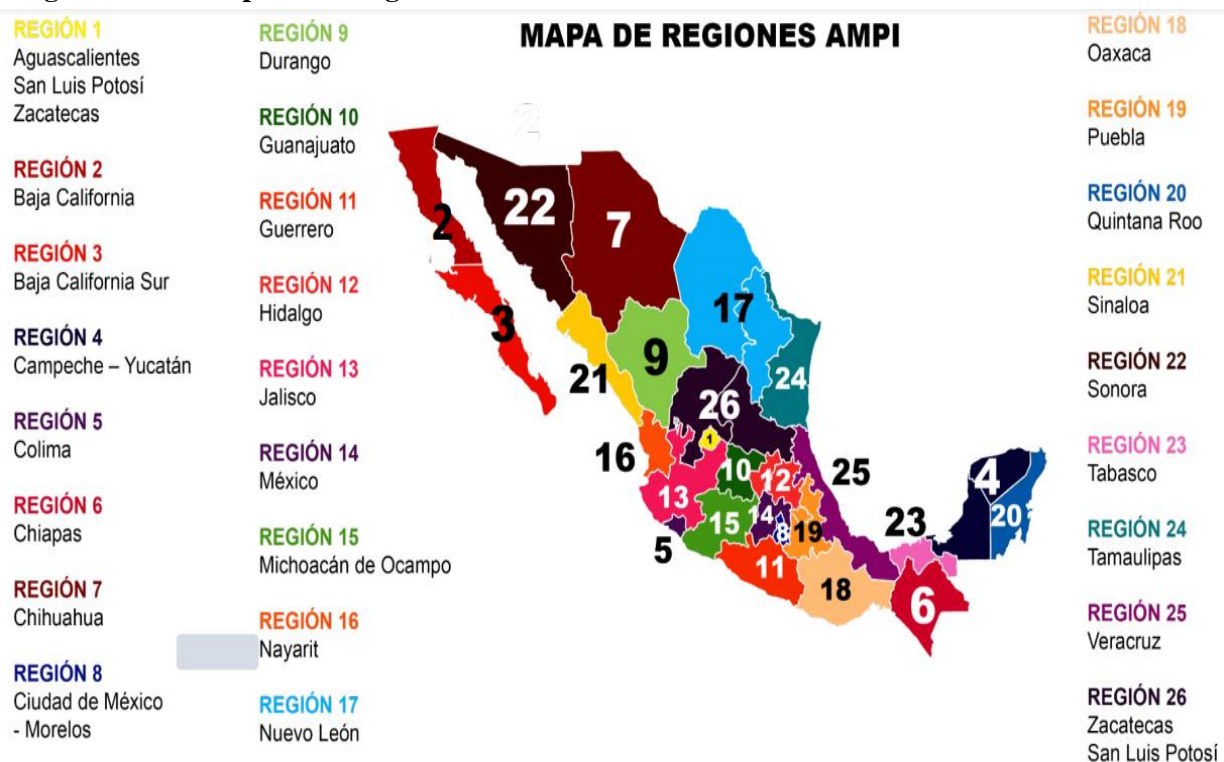 REGIÓN 1
Aguascalientes
San Luis Potosí
Zacatecas
REGIÓN 2
Baja California
REGIÓN 3
Baja California Sur
REGIÓN 4
Campeche – Yucatán
REGIÓN 5
Colima
REGIÓN 6
Chiapas
REGIÓN 7
Chihuahua
REGIÓN 8
Ciudad de México
- Morelos
REGIÓN 9
Durango
REGIÓN 10
Guanajuato
REGIÓN 11
Guerrero
REGIÓN 12
Hidalgo
REGIÓN 13
Jalisco
REGIÓN 14
México
REGIÓN 15
Michoacán de Ocampo
REGIÓN 16
Nayarit
REGIÓN 17
Nuevo León
MAPA DE REGIONES AMPI
2
22
7
2
17
3
9
21
24
26
1
16
10
25
12
4
13
15
14
20
8
19
23
5
11
18
6
REGIÓN 18
Oaxaca
REGIÓN 19
Puebla
REGIÓN 20
Quintana Roo
REGIÓN 21
Sinaloa
REGIÓN 22
Sonora
REGIÓN 23
Tabasco
REGIÓN 24
Tamaulipas
REGIÓN 25
Veracruz
REGIÓN 26
Zacatecas
San Luis Potosí